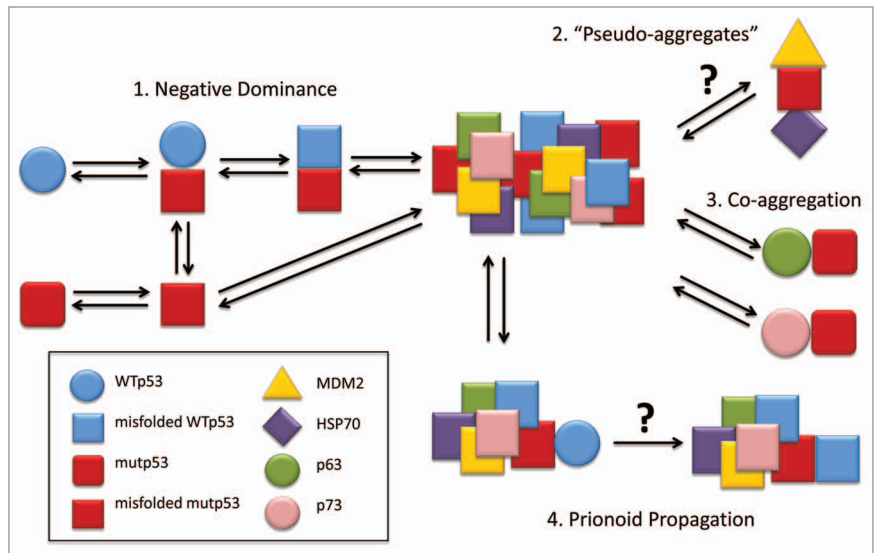 2. “Pseudo-aggregates”
1. Negative Dominance
?
3. Co-aggregation
WTp53
misfolded WTp53
mutp53
misfolded mutp53
MDM2
HSP70
p63
p73
?
4. Prionoid Propagation